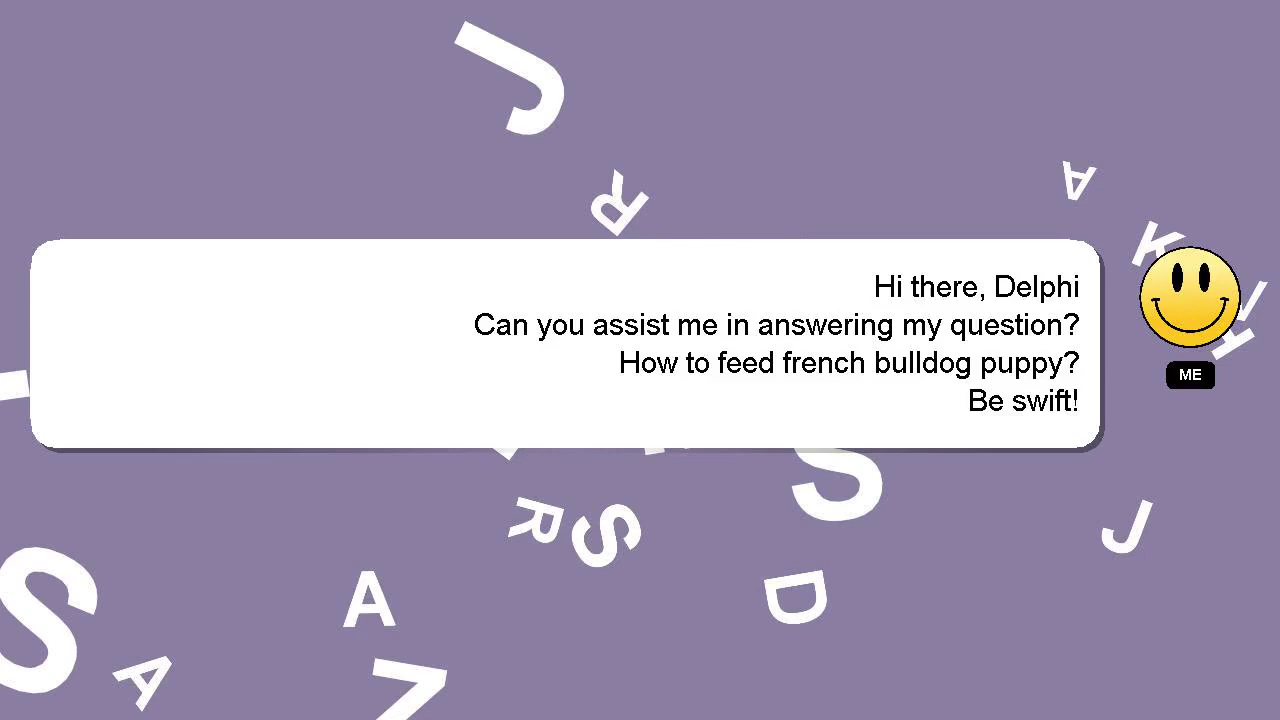 Hi there, Delphi
Can you assist me in answering my question?
How to feed french bulldog puppy?
Be swift!
ME
J
R
A
K
S
R
S
J
D
A
S
A
Z